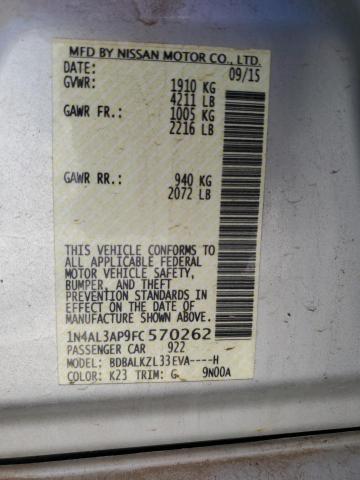 MFD BY NISSAN MOTOR CO., LTD.
DATE: 09/15
GVWR: 1910 KG
4211 LB
GAWR FR.: 1005 KG
2216 LB
GAWR RR.: 940 KG
2072 LB
THIS VEHICLE CONFORMS TO
ALL APPLICABLE FEDERAL
MOTOR VEHICLE SAFETY,
BUMPER, AND THEFT
PREVENTION STANDARDS
IN EFFECT ON THE DATE OF
MANUFACTURE SHOWN ABOVE.
1N4AL3AP9FC570262
PASSENGER CAR 922
MODEL: BDBALKZL33EVA----H
COLOR: K23 TRIM: G 9N00A